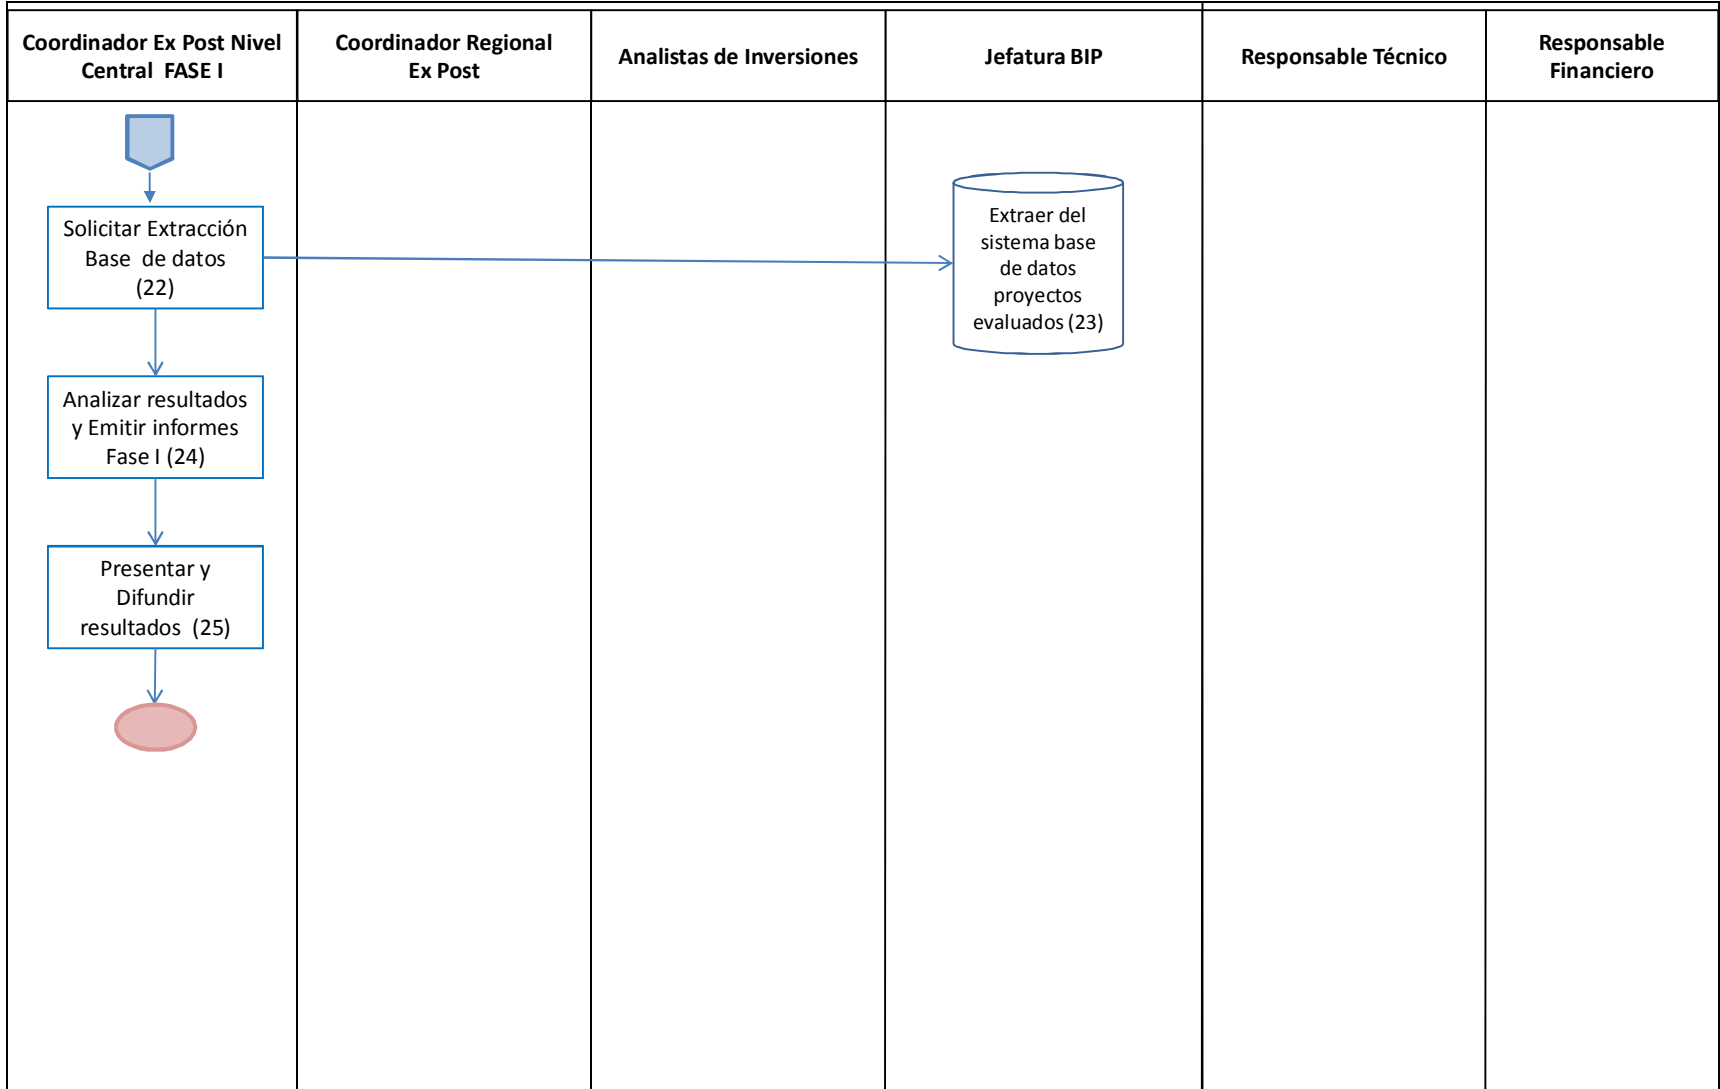 Coordinador Ex Post Nivel
Central FASE I
Coordinador Regional
Ex Post
Analistas de Inversiones
Jefatura BIP
Responsable Técnico
Responsable
Financiero
Solicitar Extracción
Base de datos
(22)
Extraer del
sistema base
de datos
proyectos
evaluados (23)
Analizar resultados
y Emitir informes
Fase I (24)
Presentar y
Difundir
resultados (25)